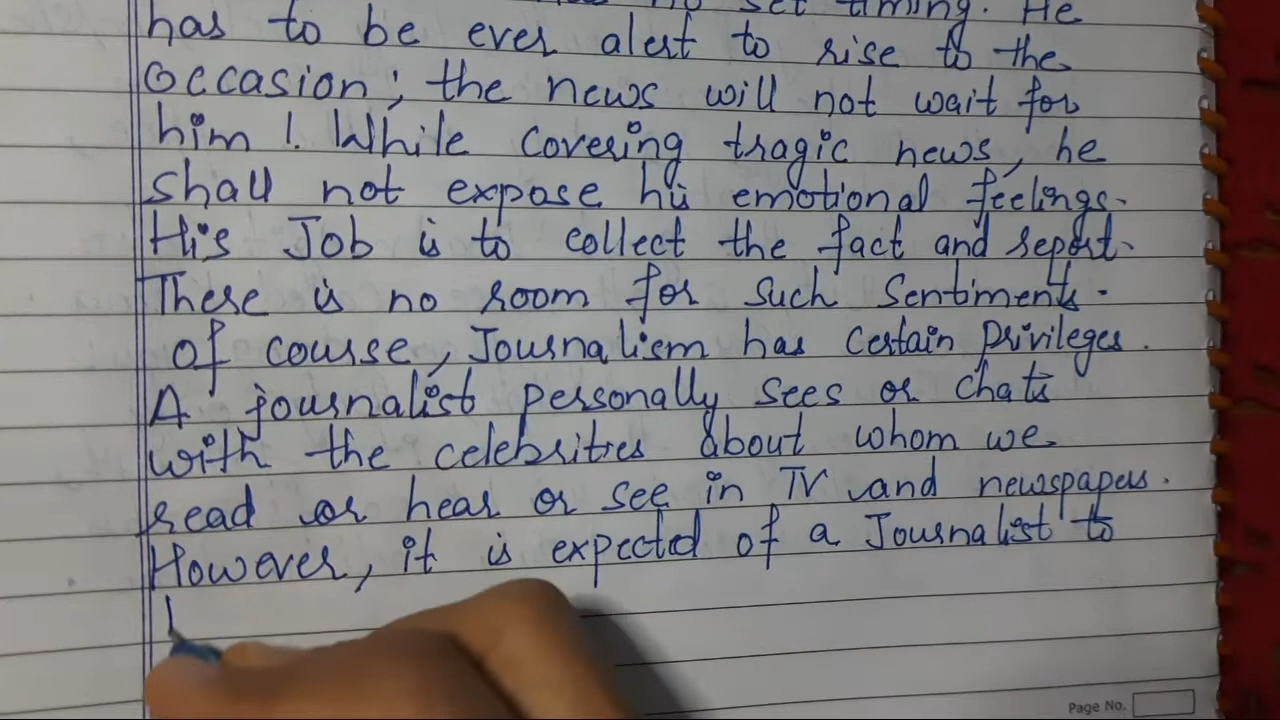 no set timing. He
has to be ever alert to rise to the
occasion; the news will not wait for
him! While covering tragic news, he
shall not expose his emotional feelings.
His Job is to collect the fact and report.
There is no room for such sentiments.
Of course, Journalism has certain privileges.
A journalist personally sees or chats
with the celebrities about whom we
read or hear or see in TV and newspapers.
However, it is expected of a Journalist to
Page No.